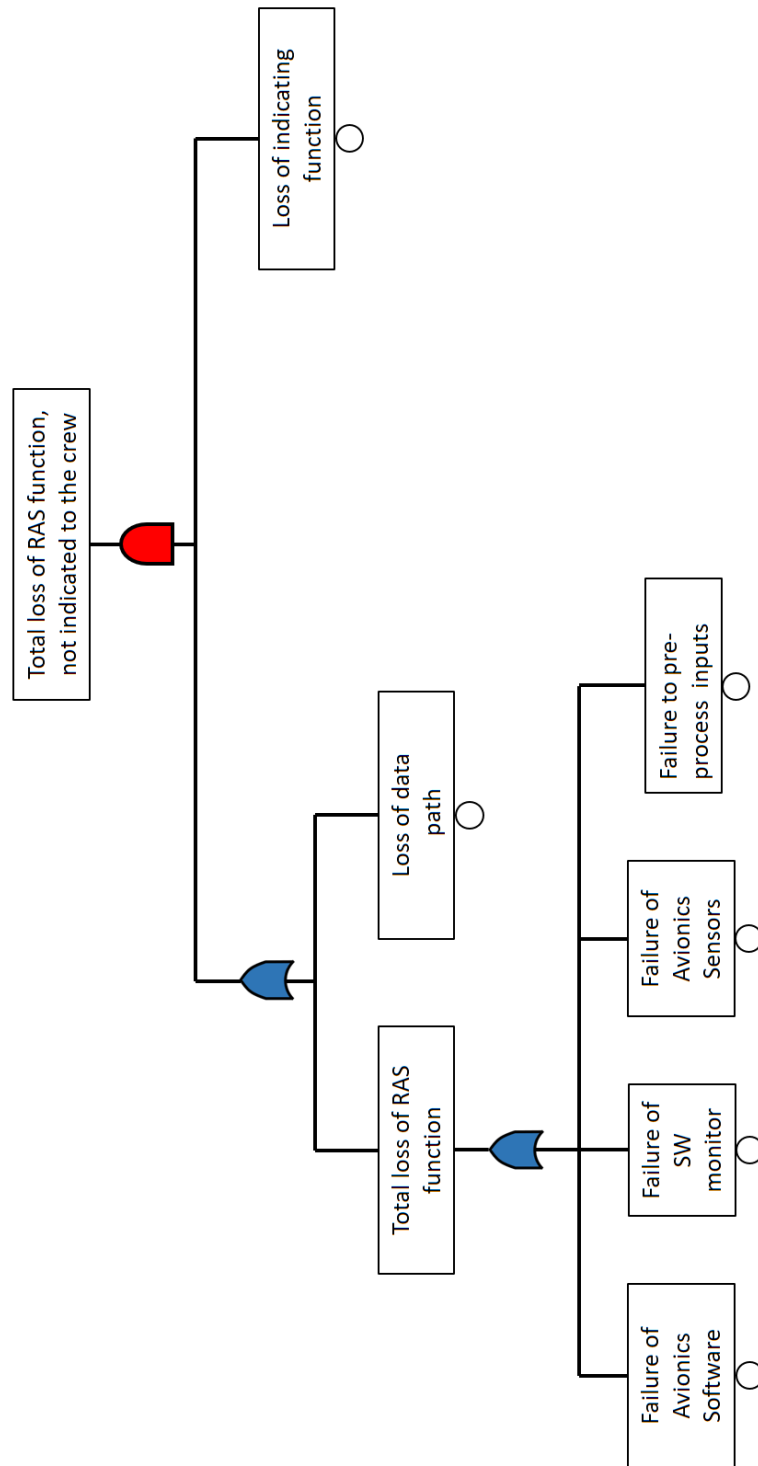 Total loss of RAS function,
not indicated to the crew
Loss of indicating
function
Total loss of RAS
function
Loss of data
path
Failure of
Avionics
Software
Failure of
SW
monitor
Failure of
Avionics
Sensors
Failure to pre-
process inputs